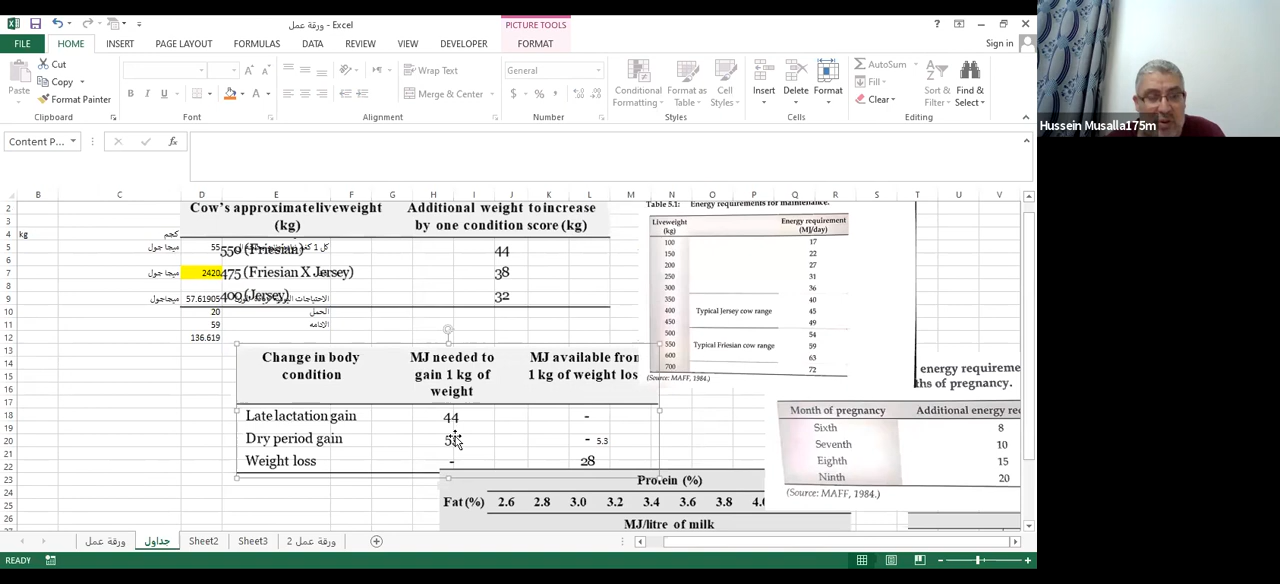 ورقة عمل - Excel
PICTURE TOOLS
FILE HOME INSERT PAGE LAYOUT FORMULAS DATA REVIEW VIEW DEVELOPER FORMAT
Sign in
Paste
Cut
Copy
Format Painter
Wrap Text
Merge & Center
General
Conditional Formatting
Format as Table
Cell Styles
Insert
Delete
Format
AutoSum
Fill
Clear
Sort & Filter
Find & Select
Clipboard Font Alignment Number Styles Cells Editing
Content P...
B C D E F G H I J K L M N O P Q R S T U V
Cow's approximate liveweight (kg)
Additional weight to increase by one condition score (kg)
550 (Friesian) 44
475 (Friesian X Jersey) 38
400 (Jersey) 32
kg
كجم
ميجا جول 55
ميجا جول 2420
ميجاجول 57.61905
20 الحمل
59 الادامه
136.619
Change in body condition
MJ needed to gain 1 kg of weight
MJ available from
1 kg of weight los
Late lactation gain 44 -
Dry period gain -
5.3
Weight loss - 28
Protein (%)
Fat (%) 2.6 2.8 3.0 3.2 3.4 3.6 3.8
MJ/litre of milk
Table 5.1: Energy requirements for maintenance.
Liveweight (kg)
Energy requirement (MJ/day)
100 17
150 22
200 27
250 31
300 36
350 40
400 Typical Jersey cow range 45
450 49
500 54
550 Typical Friesian cow range 59
600 63
700 72
(Source: MAFF, 1984.)
energy requireme
ths of pregnancy.
Month of pregnancy Additional energy rec
Sixth 8
Seventh 10
Eighth 15
Ninth 20
(Source: MAFF, 1984.)
ورقة عمل جداول Sheet2 Sheet3 ورقة عمل 2
READY
Hussein Musalla175m